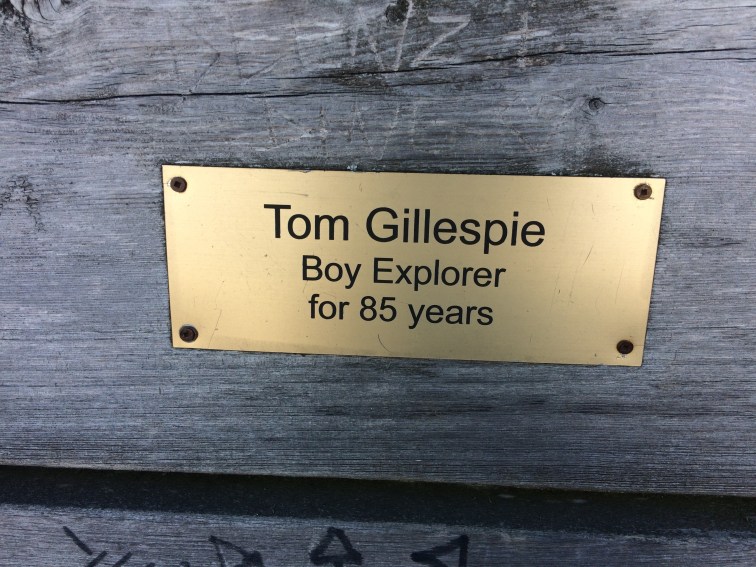 Tom Gillespie
Boy Explorer
for 85 years